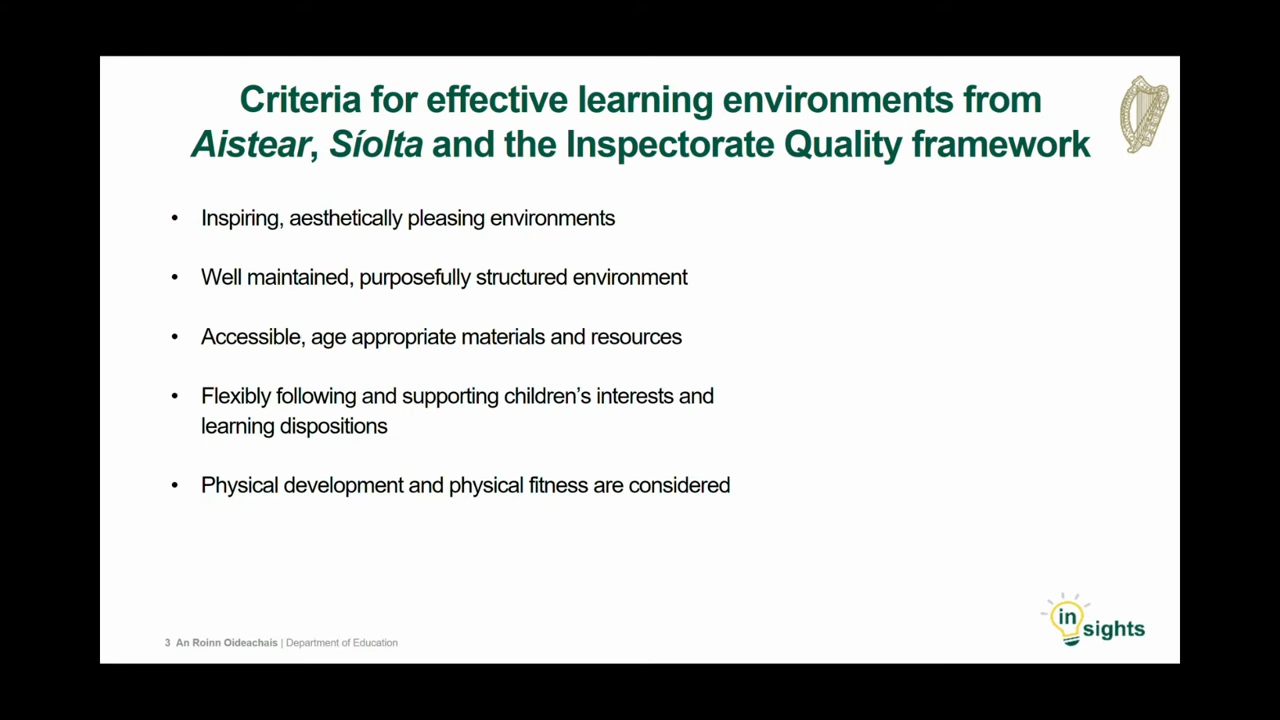 Criteria for effective learning environments from
Aistear, Síolta and the Inspectorate Quality framework
• Inspiring, aesthetically pleasing environments
• Well maintained, purposefully structured environment
• Accessible, age appropriate materials and resources
• Flexibly following and supporting children’s interests and
learning dispositions
• Physical development and physical fitness are considered
in
sights
3 An Roinn Oideachais | Department of Education